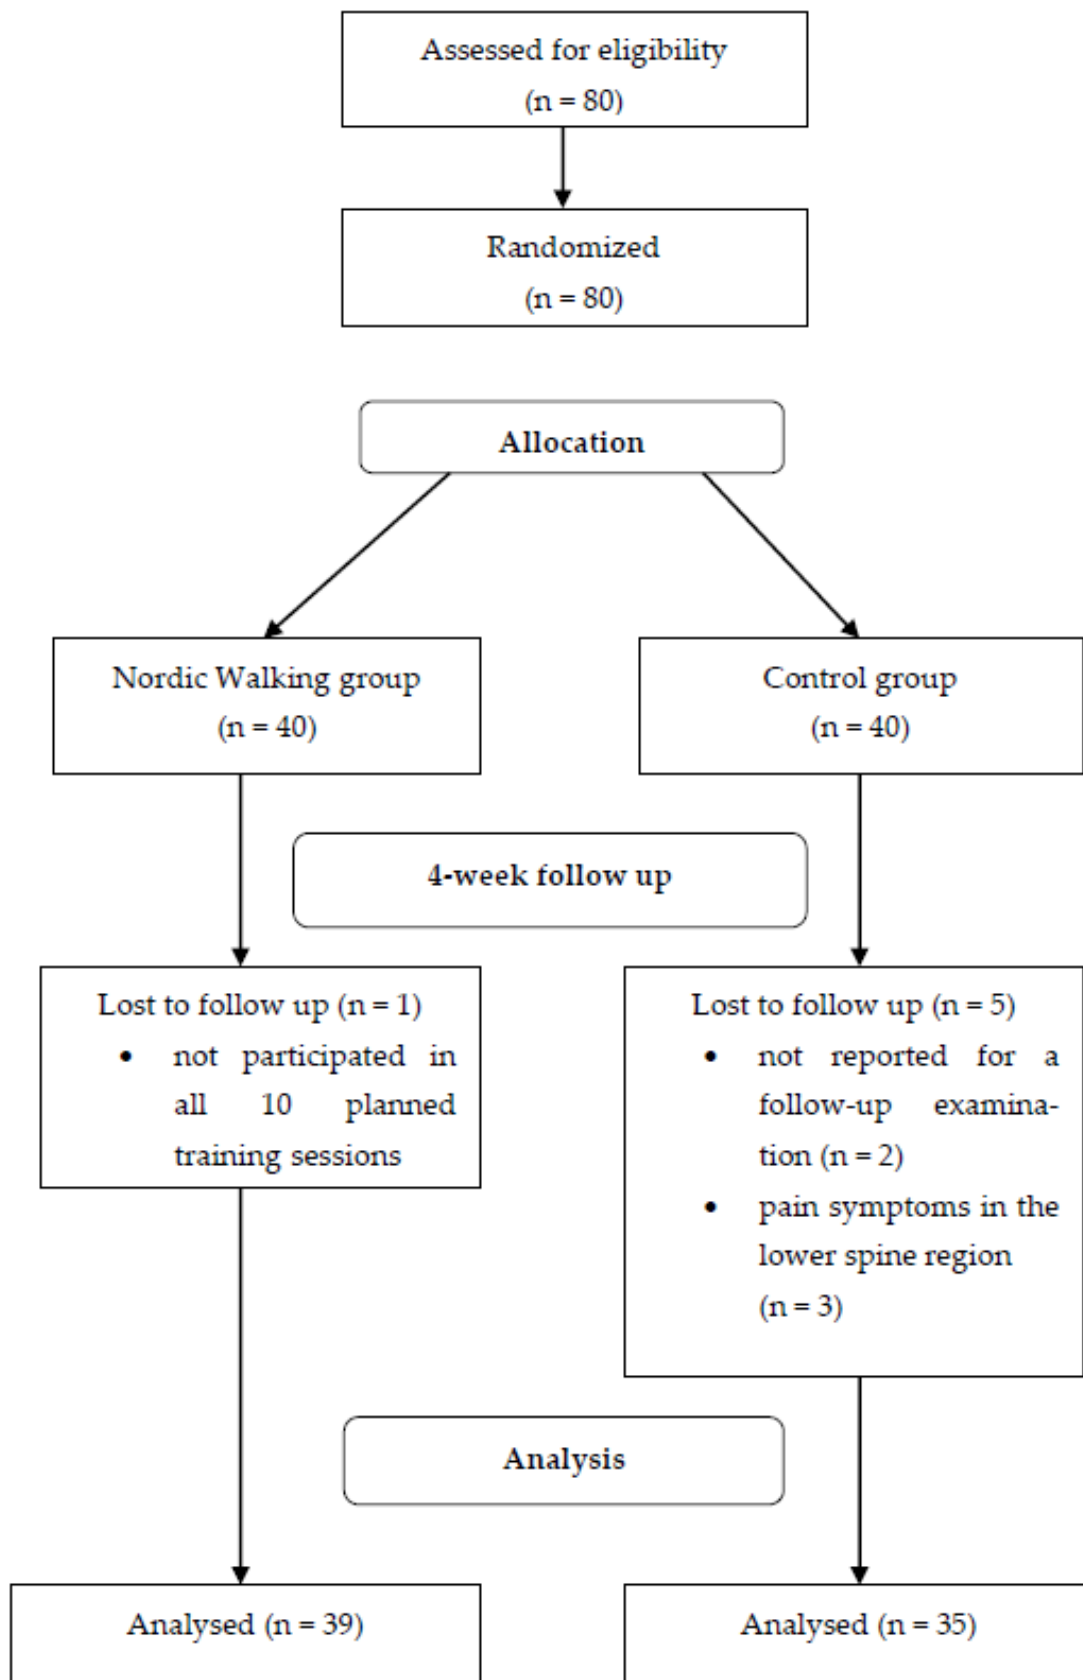 Assessed for eligibility
(n = 80)
Randomized
(n = 80)
Allocation
Nordic Walking group
(n = 40)
Control group
(n = 40)
4-week follow up
Lost to follow up (n = 1)
• not participated in
all 10 planned
training sessions
Lost to follow up (n = 5)
• not reported for a
follow-up examina-
tion (n = 2)
• pain symptoms in the
lower spine region
(n = 3)
Analysis
Analysed (n = 39)
Analysed (n = 35)